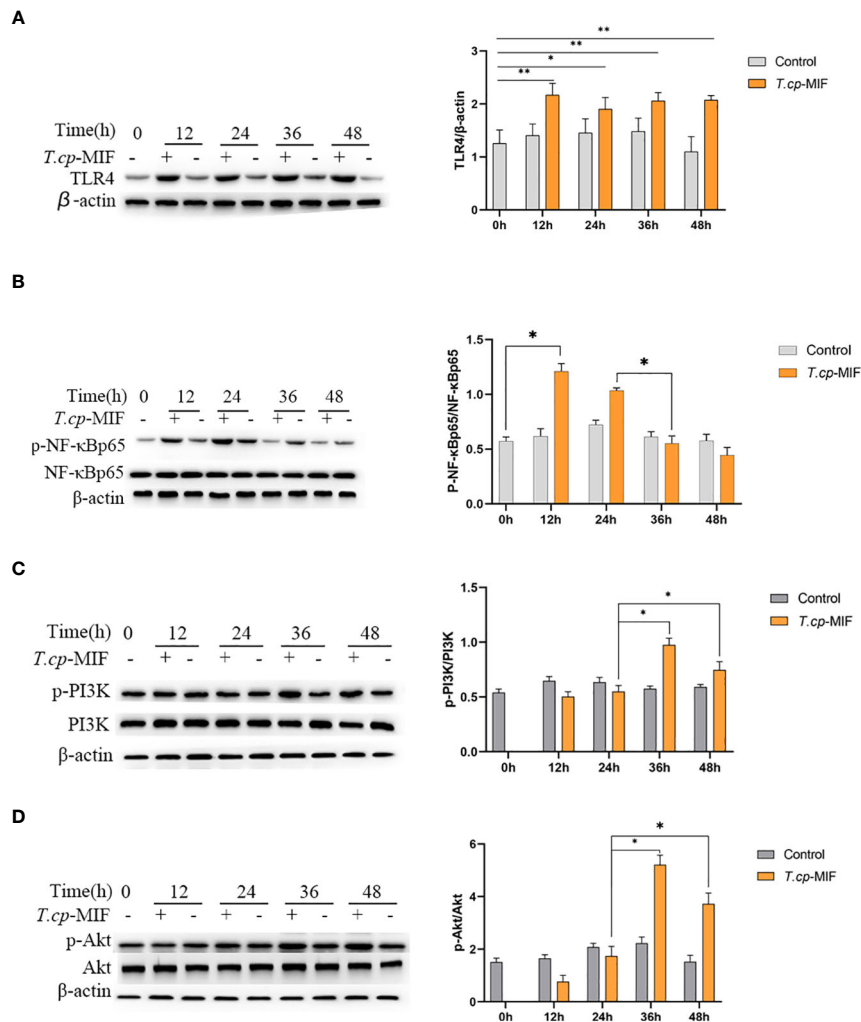 A
Time(h) 0 12 24 36 48
T.cp-MIF - + - + - + - + -
TLR4
β-actin
TLR4/β-actin
3
2
1
0
** 
**
*
**
0h 12h 24h 36h 48h
Control
T.cp-MIF
B
Time(h) 0 12 24 36 48
T.cp-MIF - + - + - + - + -
p-NF-κBp65
NF-κBp65
β-actin
P-NF-κBp65/NF-κBp65
1.5
1.0
0.5
0.0
*
*
0h 12h 24h 36h 48h
Control
T.cp-MIF
C
Time(h) 0 12 24 36 48
T.cp-MIF - + - + - + - + -
p-PI3K
PI3K
β-actin
p-PI3K/PI3K
1.5
1.0
0.5
0.0
*
*
0h 12h 24h 36h 48h
Control
T.cp-MIF
D
Time(h) 0 12 24 36 48
T.cp-MIF - + - + - + - + -
p-Akt
Akt
β-actin
p-Akt/Akt
6
4
2
0
*
*
0h 12h 24h 36h 48h
Control
T.cp-MIF